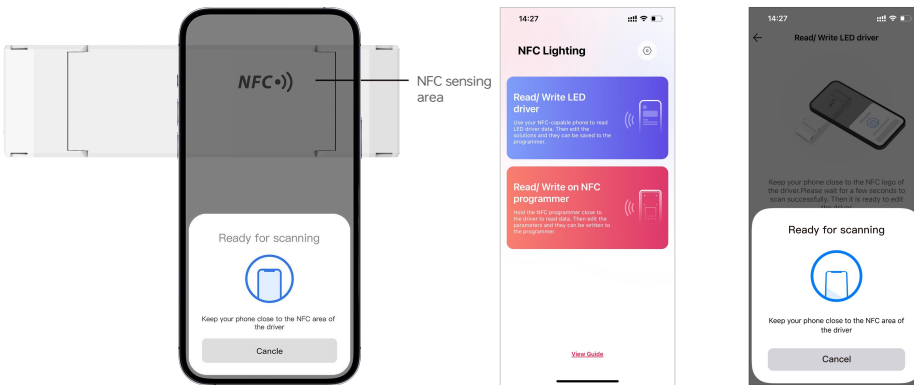 NFC
NFC sensing
area
Ready for scanning
Keep your phone close to the NFC area of
the driver
Cancle
14:27
NFC Lighting
Read/ Write LED
driver
Use your NFC-capable phone to read
LED driver data. Then edit the
solutions and they can be saved to the
programmer.
Read/ Write on NFC
programmer
Hold the NFC programmer close to
the driver to read data. Then edit the
parameters and they can be written to
the programmer.
View Guide
14:27
Read/ Write LED driver
Keep your phone close to the NFC logo of
the driver.Please wait for a few seconds to
scan successfully. Then it is ready to edit
the driver
Ready for scanning
Keep your phone close to the NFC area of
the driver
Cancel